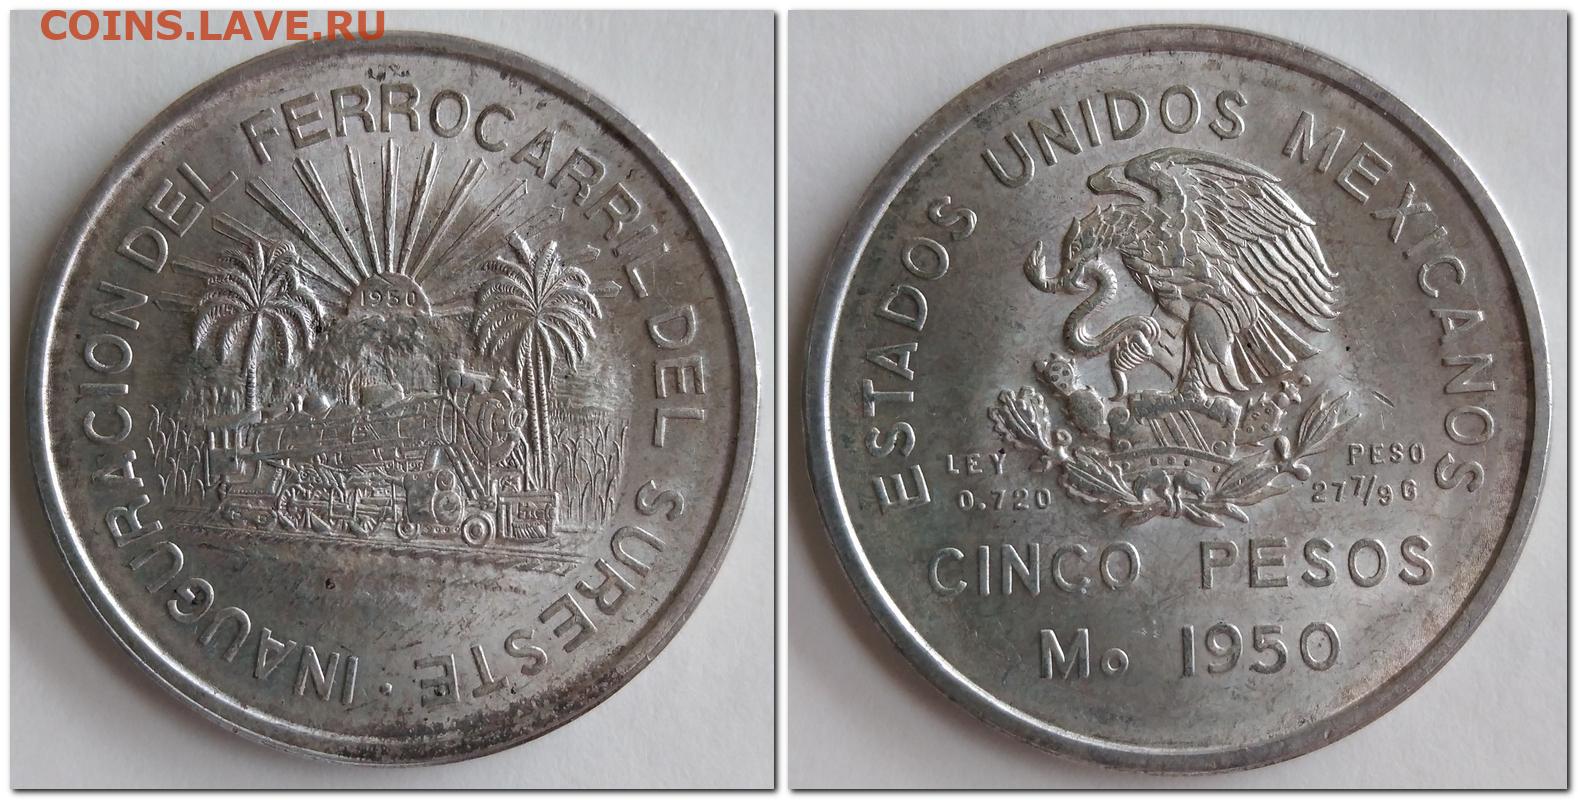 COINS.LAVE.RU
INAUGURACION DEL FERROCARRIL DEL SURESTE ·
1950
ESTADOS UNIDOS MEXICANOS
LEY
0.720
PESO
27 7/9 G
CINCO PESOS
Mo 1950